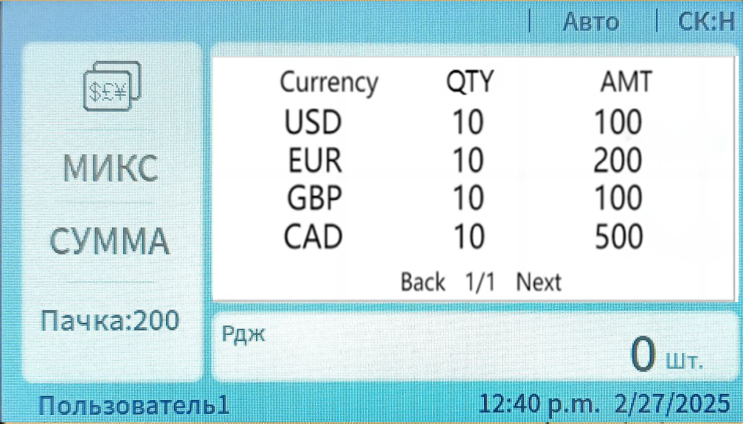 Авто | СК:Н
$£¥
МИКС
СУММА
Пачка:200
Currency QTY AMT
USD 10 100
EUR 10 200
GBP 10 100
CAD 10 500
Back 1/1 Next
Рдж
0 Шт.
Пользователь1 12:40 p.m. 2/27/2025